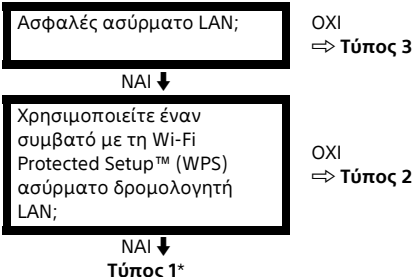 Ασφαλές ασύρματο LAN;
ΟΧΙ
⇨ Τύπος 3
ΝΑΙ
Χρησιμοποιείτε έναν
συμβατό με τη Wi-Fi
Protected Setup™ (WPS)
ασύρματο δρομολογητή
LAN;
ΟΧΙ
⇨ Τύπος 2
ΝΑΙ
Τύπος 1*